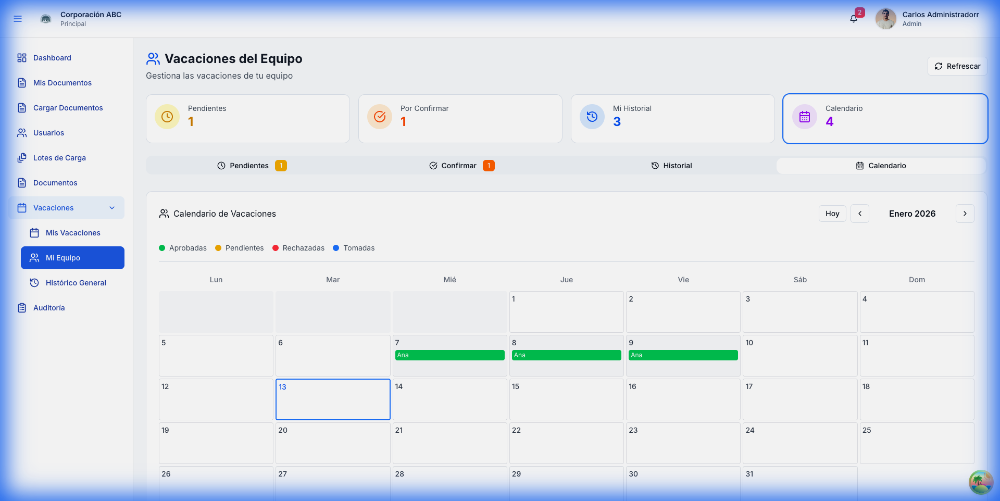 Corporación ABC
Principal
2
Carlos Administradorr
Admin
Dashboard
Mis Documentos
Cargar Documentos
Usuarios
Lotes de Carga
Documentos
Vacaciones
Mis Vacaciones
Mi Equipo
Histórico General
Auditoría
Vacaciones del Equipo
Gestiona las vacaciones de tu equipo
Refrescar
Pendientes
1
Por Confirmar
1
Mi Historial
3
Calendario
4
Pendientes 1
Confirmar 1
Historial
Calendario
Calendario de Vacaciones
Hoy
Enero 2026
Aprobadas Pendientes Rechazadas Tomadas
Lun Mar Mié Jue Vie Sáb Dom
1 2 3 4
5 6 7 8 9 10 11
Ana Ana Ana
12 13 14 15 16 17 18
19 20 21 22 23 24 25
26 27 28 29 30 31